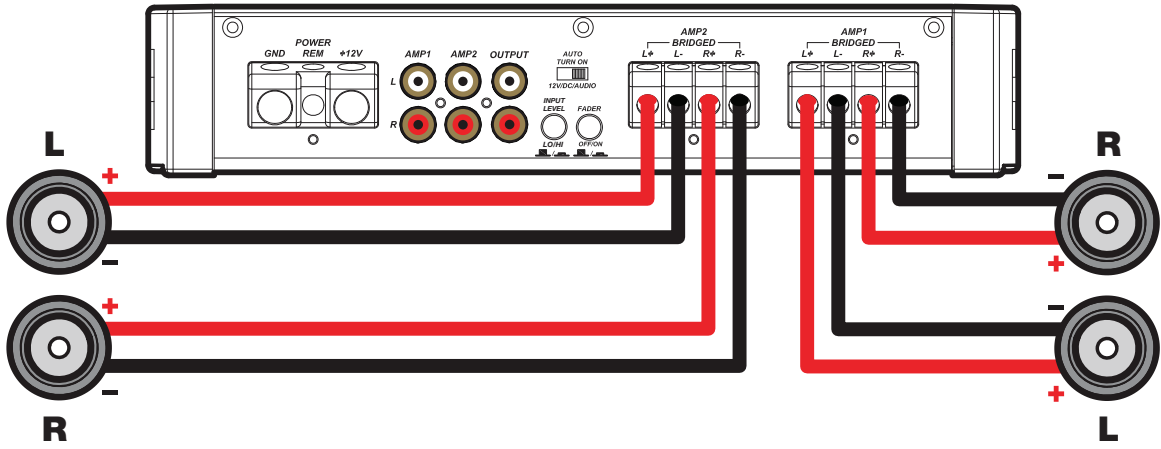 POWER
GND REM +12V
AMP1 AMP2 OUTPUT
L
R
AUTO
TURN ON
12V/DC/AUDIO
INPUT
LEVEL
FADER
LO/HI
OFF/ON
/ /
AMP2
BRIDGED
L+ L- R+ R-
AMP1
BRIDGED
L+ L- R+ R-
L
+
-
+
-
R
R
-
+
-
+
L